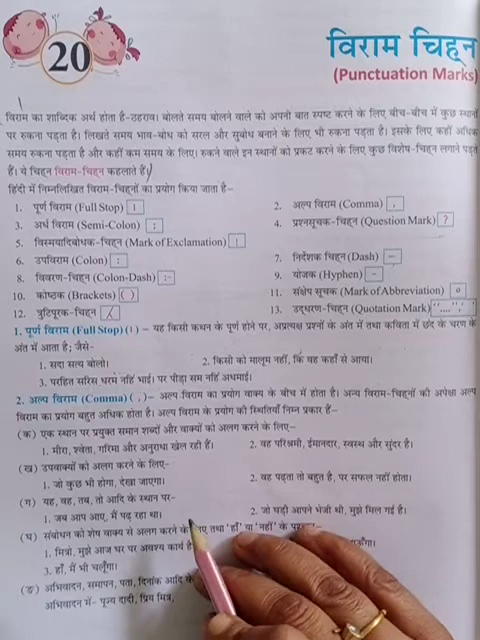 20
विराम चिह्न
(Punctuation Marks)
विराम का शाब्दिक अर्थ होता है-ठहराव। बोलते समय बोलने वाले को अपनी बात स्पष्ट करने के लिए बीच-बीच में कुछ स्थानों
पर रुकना पड़ता है। लिखते समय भाव-बोध को सरल और सुबोध बनाने के लिए भी रुकना पड़ता है। इसके लिए कहीं अधिक
समय रुकना पड़ता है और कहीं कम समय के लिए। रुकने वाले इन स्थानों को प्रकट करने के लिए कुछ विशेष-चिह्न लगाने पड़ते
हैं। ये चिह्न विराम-चिह्न कहलाते हैं।
हिंदी में निम्नलिखित विराम-चिह्नों का प्रयोग किया जाता है–
1. पूर्ण विराम (Full Stop) ।
2. अल्प विराम (Comma) ,
3. अर्ध विराम (Semi-Colon) ;
4. प्रश्नसूचक-चिह्न (Question Mark) ?
5. विस्मयादिबोधक-चिह्न (Mark of Exclamation) !
6. उपविराम (Colon) :
7. निर्देशक चिह्न (Dash) –
8. विवरण-चिह्न (Colon-Dash) :-
9. योजक (Hyphen) -
10. कोष्ठक (Brackets) ( )
11. संक्षेप सूचक (Mark of Abbreviation) ०
12. त्रुटिपूरक-चिह्न
13. उद्धरण-चिह्न (Quotation Mark) "....", '....'
1. पूर्ण विराम (Full Stop) (।) – यह किसी कथन के पूर्ण होने पर, अप्रत्यक्ष प्रश्नों के अंत में तथा कविता में छंद के चरण के
अंत में आता है; जैसे-
1. सदा सत्य बोलो।
2. किसी को मालूम नहीं, कि वह कहाँ से आया।
3. परहित सरिस धरम नहिं भाई। पर पीड़ा सम नहिं अधमाई।
2. अल्प विराम (Comma) ( , )– अल्प विराम का प्रयोग वाक्य के बीच में होता है। अन्य विराम-चिह्नों की अपेक्षा अल्प
विराम का प्रयोग बहुत अधिक होता है। अल्प विराम के प्रयोग की स्थितियाँ निम्न प्रकार हैं–
(क) एक स्थान पर प्रयुक्त समान शब्दों और वाक्यों को अलग करने के लिए–
1. मीरा, श्वेता, गरिमा और अनुराधा खेल रही हैं।
2. वह परिश्रमी, ईमानदार, स्वस्थ और सुंदर है।
(ख) उपवाक्यों को अलग करने के लिए–
1. जो कुछ भी होगा, देखा जाएगा।
2. वह पढ़ता तो बहुत है, पर सफल नहीं होता।
(ग) यह, वह, तब, तो आदि के स्थान पर–
1. जब आप आए, मैं पढ़ रहा था।
2. जो घड़ी आपने भेजी थी, मुझे मिल गई है।
(घ) संबोधन को शेष वाक्य से अलग करने के लिए तथा 'हाँ' या 'नहीं' के
1. मित्रो, मुझे आज घर पर अवश्य कार्य है
3. हाँ, मैं भी चलूँगा।
(ङ) अभिवादन, समापन, पता, दिनांक आदि के
अभिवादन में– पूज्य दादी, प्रिय मित्र,